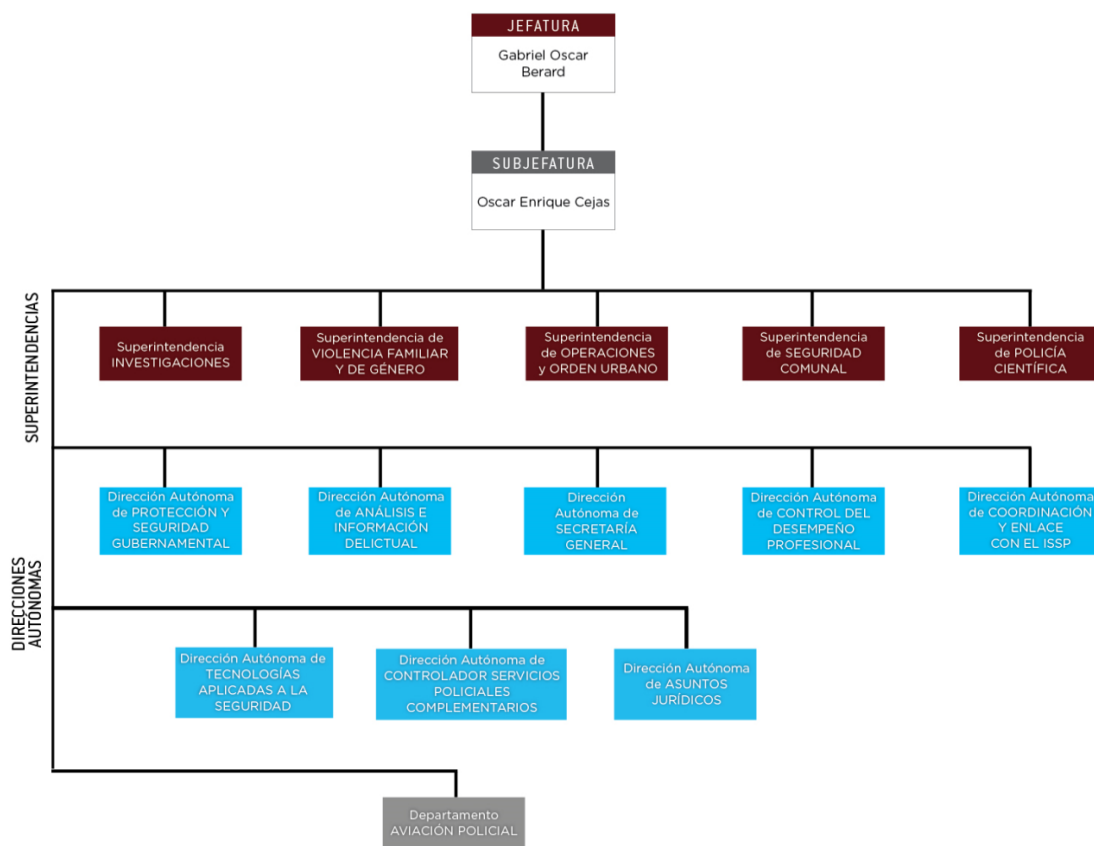 JEFATURA
Gabriel Oscar
Berard
SUBJEFATURA
Oscar Enrique Cejas
SUPERINTENDENCIAS
Superintendencia
INVESTIGACIONES
Superintendencia de
VIOLENCIA FAMILIAR
Y DE GÉNERO
Superintendencia
de OPERACIONES
y ORDEN URBANO
Superintendencia
de SEGURIDAD
COMUNAL
Superintendencia
de POLICÍA
CIENTÍFICA
DIRECCIONES
AUTÓNOMAS
Dirección Autónoma
de PROTECCIÓN Y
SEGURIDAD
GUBERNAMENTAL
Dirección Autónoma
de ANÁLISIS E
INFORMACIÓN
DELICTUAL
Dirección
Autónoma de
SECRETARÍA
GENERAL
Dirección Autónoma
de CONTROL DEL
DESEMPEÑO
PROFESIONAL
Dirección Autónoma
de COORDINACIÓN
Y ENLACE
CON EL ISSP
Dirección Autónoma de
TECNOLOGÍAS
APLICADAS A LA
SEGURIDAD
Dirección Autónoma de
CONTROLADOR SERVICIOS
POLICIALES
COMPLEMENTARIOS
Dirección Autónoma
de ASUNTOS
JURÍDICOS
Departamento
AVIACIÓN POLICIAL